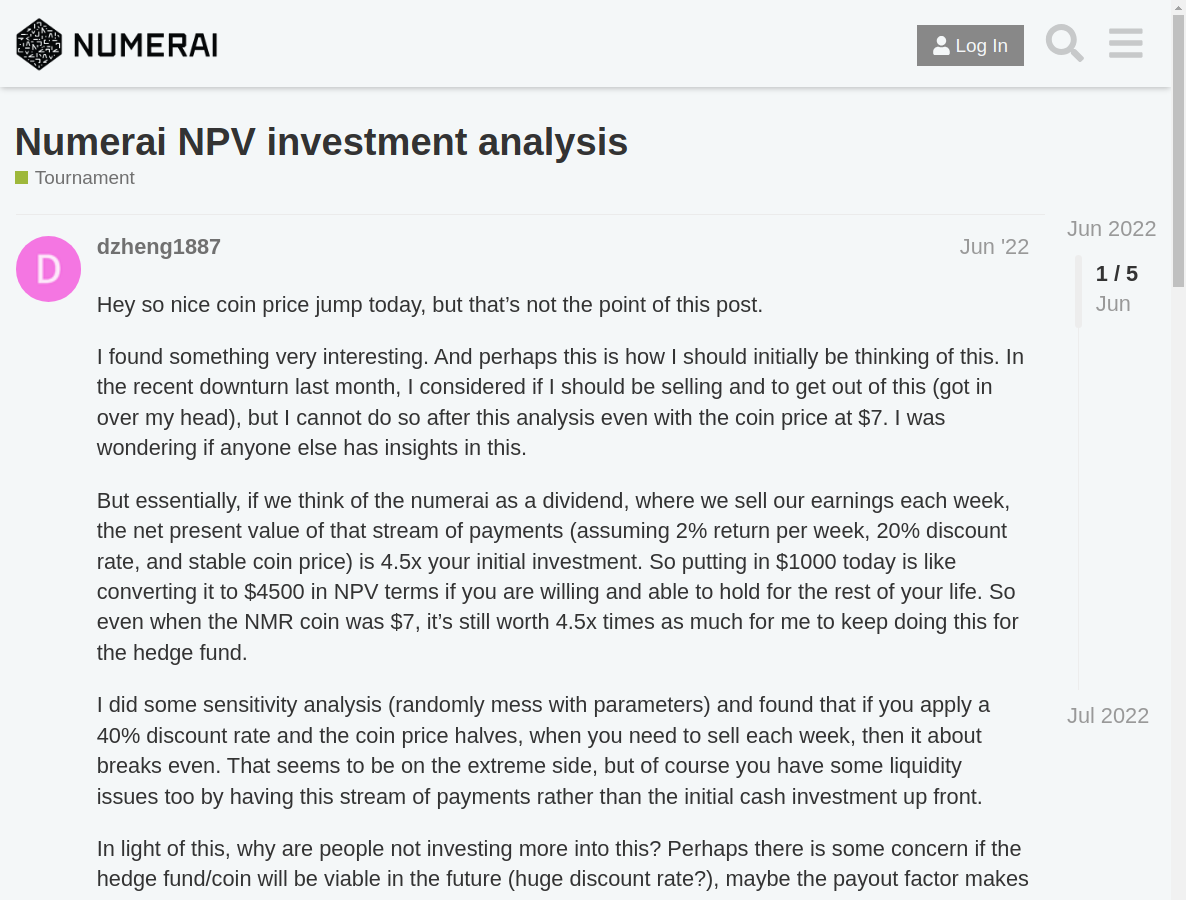 NUMERAI
Log In
Numerai NPV investment analysis
Tournament
Jun 2022
1 / 5
Jun
Jul 2022
D
dzheng1887
Jun '22
Hey so nice coin price jump today, but that’s not the point of this post.
I found something very interesting. And perhaps this is how I should initially be thinking of this. In
the recent downturn last month, I considered if I should be selling and to get out of this (got in
over my head), but I cannot do so after this analysis even with the coin price at $7. I was
wondering if anyone else has insights in this.
But essentially, if we think of the numerai as a dividend, where we sell our earnings each week,
the net present value of that stream of payments (assuming 2% return per week, 20% discount
rate, and stable coin price) is 4.5x your initial investment. So putting in $1000 today is like
converting it to $4500 in NPV terms if you are willing and able to hold for the rest of your life. So
even when the NMR coin was $7, it’s still worth 4.5x times as much for me to keep doing this for
the hedge fund.
I did some sensitivity analysis (randomly mess with parameters) and found that if you apply a
40% discount rate and the coin price halves, when you need to sell each week, then it about
breaks even. That seems to be on the extreme side, but of course you have some liquidity
issues too by having this stream of payments rather than the initial cash investment up front.
In light of this, why are people not investing more into this? Perhaps there is some concern if the
hedge fund/coin will be viable in the future (huge discount rate?), maybe the payout factor makes